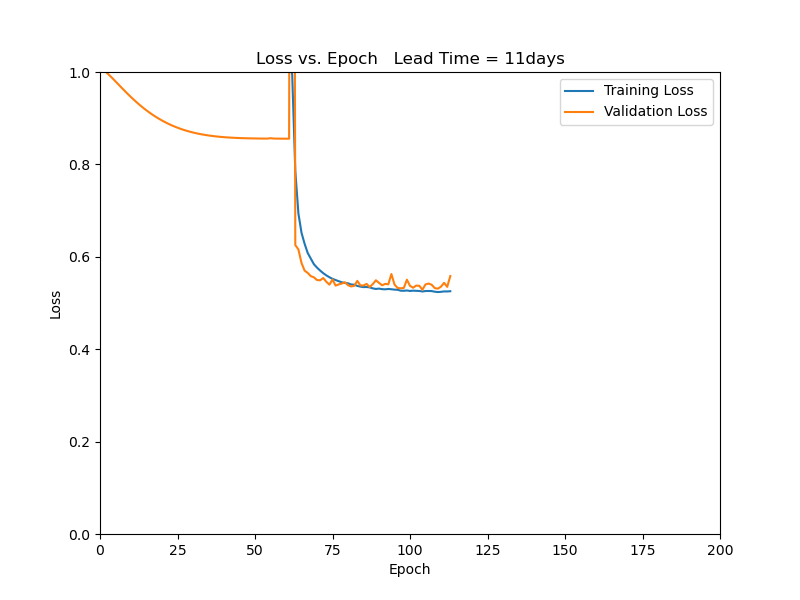 Loss vs. Epoch   Lead Time = 11days
Training Loss
Validation Loss
1.0
0.8
0.6
0.4
0.2
0.0
Loss
0 25 50 75 100 125 150 175 200
Epoch